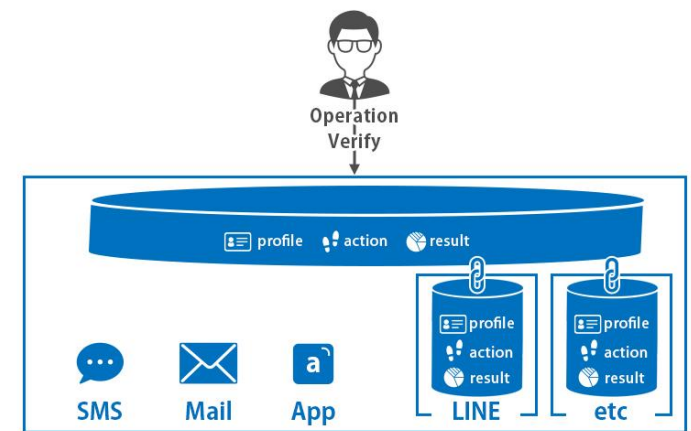 Operation
Verify
profile action result
profile
action
result
profile
action
result
a
SMS Mail App LINE etc